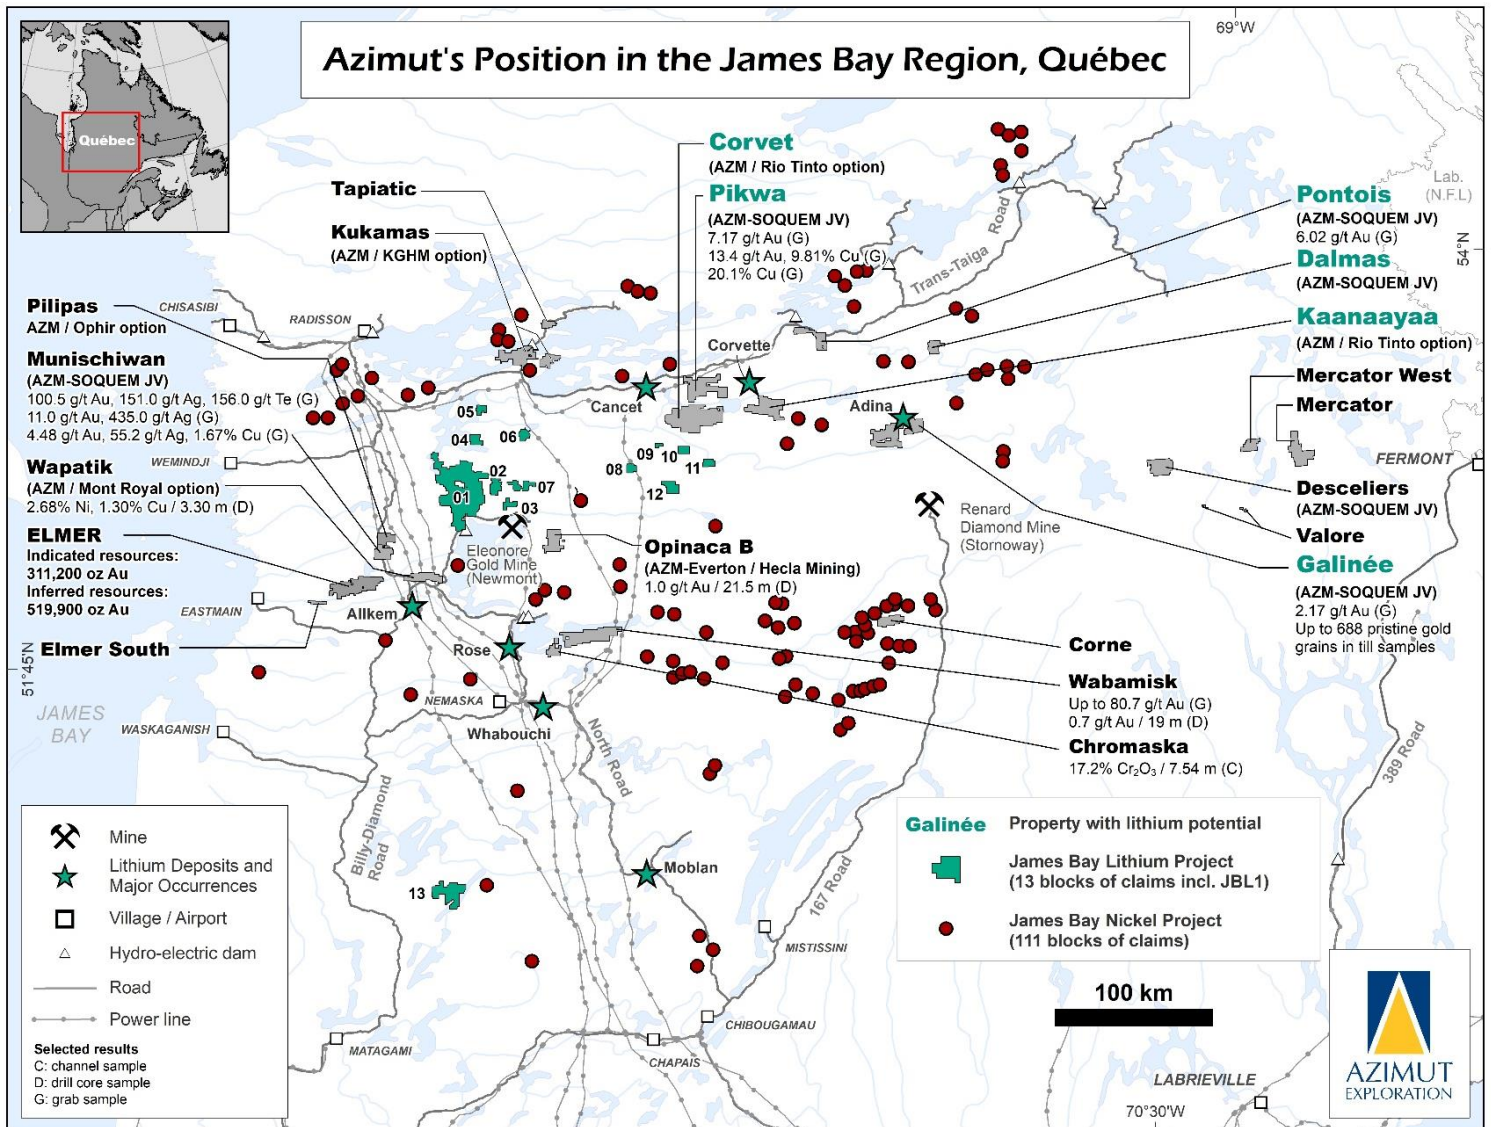 Azimut's Position in the James Bay Region, Québec
Québec
69°W
Lab.
(N.F.L)
54°N
Corvet
(AZM / Rio Tinto option)
Pikwa
(AZM-SOQUEM JV)
7.17 g/t Au (G)
13.4 g/t Au, 9.81% Cu (G)
20.1% Cu (G)
Tapiatic
Kukamas
(AZM / KGHM option)
Trans-Taiga Road
Pontois
(AZM-SOQUEM JV)
6.02 g/t Au (G)
Dalmas
(AZM-SOQUEM JV)
Kaanaayaa
(AZM / Rio Tinto option)
Mercator West
Mercator
FERMONT
Desceliers
(AZM-SOQUEM JV)
Valore
Galinée
(AZM-SOQUEM JV)
2.17 g/t Au (G)
Up to 688 pristine gold
grains in till samples
Pilipas
AZM / Ophir option
CHISASIBI
RADISSON
Munischiwan
(AZM-SOQUEM JV)
100.5 g/t Au, 151.0 g/t Ag, 156.0 g/t Te (G)
11.0 g/t Au, 435.0 g/t Ag (G)
4.48 g/t Au, 55.2 g/t Ag, 1.67% Cu (G)
WEMINDJI
Wapatik
(AZM / Mont Royal option)
2.68% Ni, 1.30% Cu / 3.30 m (D)
ELMER
Indicated resources:
311,200 oz Au
Inferred resources:
519,900 oz Au
EASTMAIN
Elmer South
51°45'N
JAMES
BAY
WASKAGANISH
Corvette
Cancet
Adina
05
04
06
02
01
07
03
08
09
10
11
12
Eleonore
Gold Mine
(Newmont)
Opinaca B
(AZM-Everton / Hecla Mining)
1.0 g/t Au / 21.5 m (D)
Renard
Diamond Mine
(Stornoway)
Allkem
Rose
NEMASKA
Whabouchi
North Road
Corne
Wabamisk
Up to 80.7 g/t Au (G)
0.7 g/t Au / 19 m (D)
Chromaska
17.2% Cr₂O₃ / 7.54 m (C)
389 Road
Billy-Diamond
Road
13
Moblan
167 Road
MISTISSINI
CHIBOUGAMAU
CHAPAIS
MATAGAMI
LABRIEVILLE
70°30'W
Mine
Lithium Deposits and
Major Occurrences
Village / Airport
Hydro-electric dam
Road
Power line
Selected results
C: channel sample
D: drill core sample
G: grab sample
Galinée Property with lithium potential
James Bay Lithium Project
(13 blocks of claims incl. JBL1)
James Bay Nickel Project
(111 blocks of claims)
100 km
AZIMUT
EXPLORATION